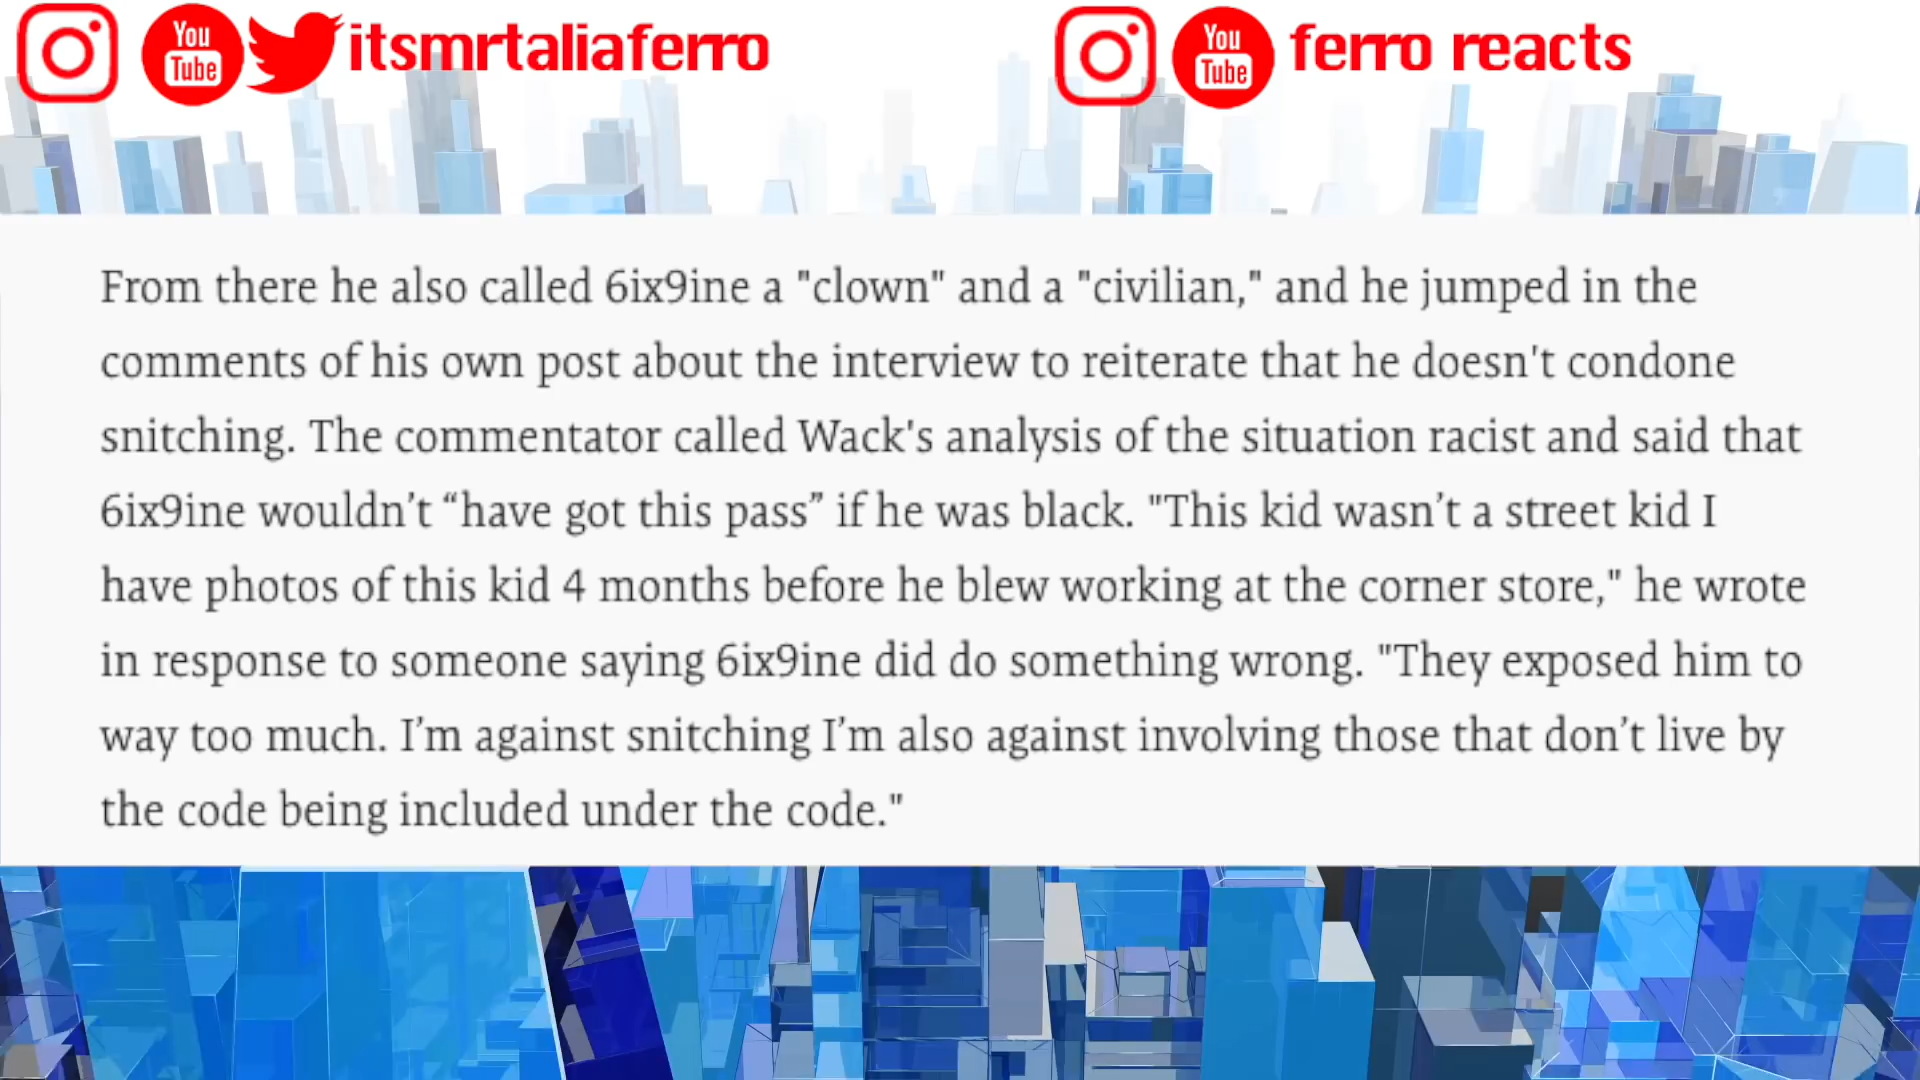 You Tube itsmrtaliaferro
You Tube ferro reacts
From there he also called 6ix9ine a "clown" and a "civilian," and he jumped in the
comments of his own post about the interview to reiterate that he doesn't condone
snitching. The commentator called Wack's analysis of the situation racist and said that
6ix9ine wouldn’t “have got this pass” if he was black. "This kid wasn’t a street kid I
have photos of this kid 4 months before he blew working at the corner store," he wrote
in response to someone saying 6ix9ine did do something wrong. "They exposed him to
way too much. I’m against snitching I’m also against involving those that don’t live by
the code being included under the code."